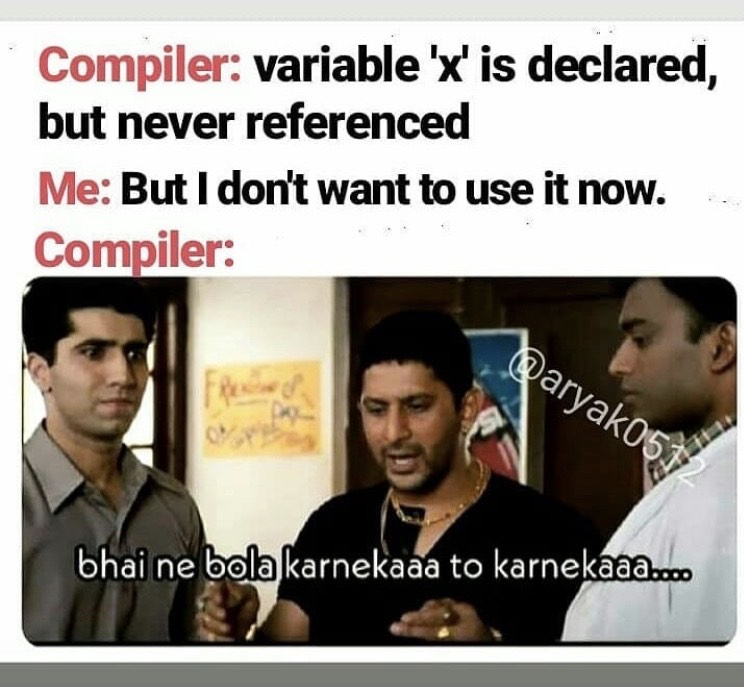 Compiler: variable 'x' is declared,
but never referenced
Me: But I don't want to use it now.
Compiler:
@aryak0512
bhai ne bola karnekaaa to karnekaaa....